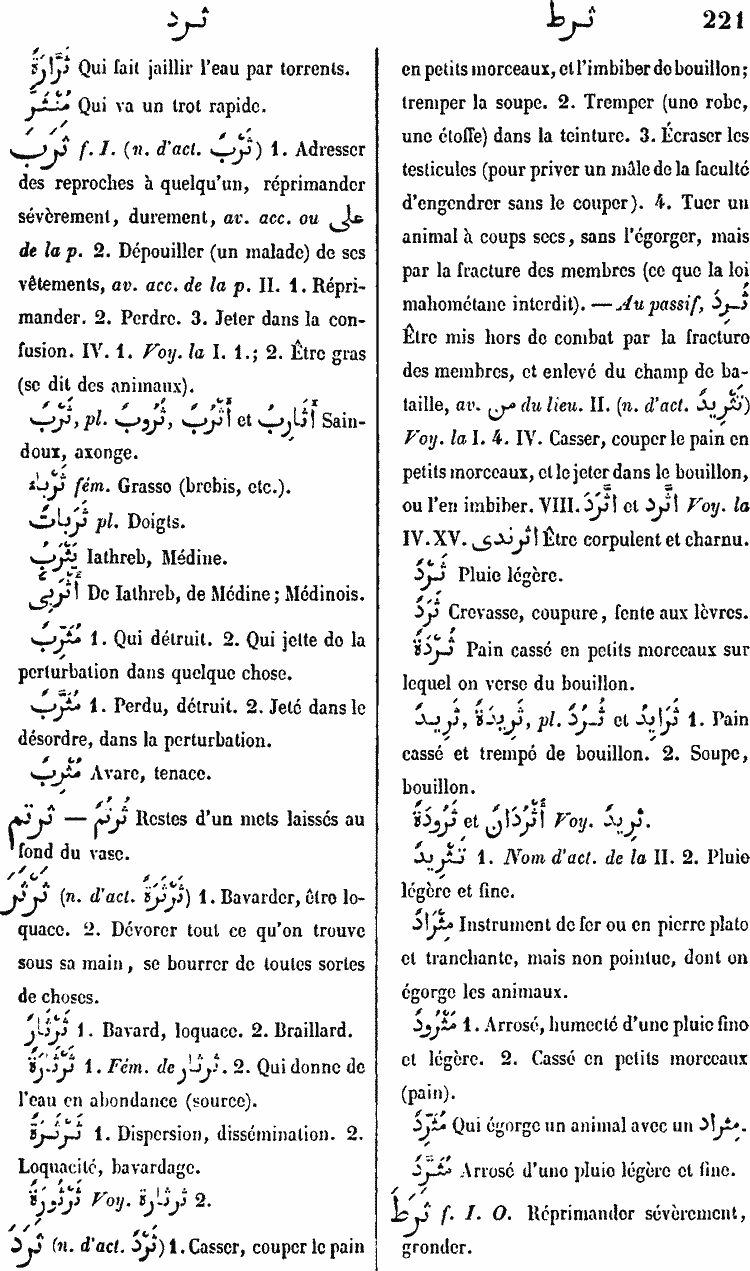 ثرد
ثرط
221
ثَرَّارَةٌ Qui fait jaillir l'eau par torrents.
مُنْثَرٌّ Qui va un trot rapide.
ثَرَبَ f. I. (n. d'act. ثَرْبٌ) 1. Adresser
des reproches à quelqu'un, réprimander
sévèrement, durement, av. acc. ou على
de la p. 2. Dépouiller (un malade) de ses
vêtements, av. acc. de la p. II. 1. Répri-
mander. 2. Perdre. 3. Jeter dans la con-
fusion. IV. 1. Voy. la I. 1.; 2. Être gras
(se dit des animaux).
ثَرْبٌ, pl. ثُرُوبٌ, أَثْرُبٌ et أَثَارِبُ Sain-
doux, axonge.
ثَرْبَاءُ fém. Grasse (brebis, etc.).
ثَرَبَاتٌ pl. Doigts.
يَثْرِبُ Iathreb, Médine.
أَثْرَبِىٌّ De Iathreb, de Médine; Médinois.
مُثَرِّبٌ 1. Qui détruit. 2. Qui jette de la
perturbation dans quelque chose.
مُثَرَّبٌ 1. Perdu, détruit. 2. Jeté dans le
désordre, dans la perturbation.
مُثْرِبٌ Avare, tenace.
ثرتم — ثُرْتُمٌ Restes d'un mets laissés au
fond du vase.
ثَرْثَرَ (n. d'act. ثَرْثَرَةٌ) 1. Bavarder, être lo-
quace. 2. Dévorer tout ce qu'on trouve
sous sa main, se bourrer de toutes sortes
de choses.
ثَرْثَارٌ 1. Bavard, loquace. 2. Braillard.
ثَرْثَارَةٌ 1. Fém. de ثرثار. 2. Qui donne de
l'eau en abondance (source).
ثَرْثَرَةٌ 1. Dispersion, dissémination. 2.
Loquacité, bavardage.
ثَرْثُورَةٌ Voy. ثرثارة 2.
ثَرَدَ (n. d'act. ثَرْدٌ) 1. Casser, couper le pain
en petits morceaux, et l'imbiber de bouillon;
tremper la soupe. 2. Tremper (une robe,
une étoffe) dans la teinture. 3. Écraser les
testicules (pour priver un mâle de la faculté
d'engendrer sans le couper). 4. Tuer un
animal à coups secs, sans l'égorger, mais
par la fracture des membres (ce que la loi
mahométane interdit). — Au passif, ثُرِدَ
Être mis hors de combat par la fracture
des membres, et enlevé du champ de ba-
taille, av. من du lieu. II. (n. d'act. تَثْرِيدٌ)
Voy. la I. 4. IV. Casser, couper le pain en
petits morceaux, et le jeter dans le bouillon,
ou l'en imbiber. VIII. اثَّرَدَ et اتَّرد Voy. la
IV. XV. اثرندى Être corpulent et charnu.
ثَرْدٌ Pluie légère.
ثَرَدٌ Crevasse, coupure, fente aux lèvres.
ثُرْدَةٌ Pain cassé en petits morceaux sur
lequel on verse du bouillon.
ثَرِيدٌ, ثَرِيدَةٌ, pl. ثُرُدٌ et ثَرَايِدُ 1. Pain
cassé et trempé de bouillon. 2. Soupe,
bouillon.
ثَرُودَةٌ et أَثْرُدَانٌ Voy. ثَرِيدٌ.
تَثْرِيدٌ 1. Nom d'act. de la II. 2. Pluie
légère et fine.
مِثْرَادٌ Instrument de fer ou en pierre plate
et tranchante, mais non pointue, dont on
égorge les animaux.
مَثْرُودٌ 1. Arrosé, humecté d'une pluie fine
et légère. 2. Cassé en petits morceaux
(pain).
مُثَرِّدٌ Qui égorge un animal avec un مثراد.
مُثَرَّدٌ Arrosé d'une pluie légère et fine.
ثَرَطَ f. I. O. Réprimander sévèrement,
gronder.